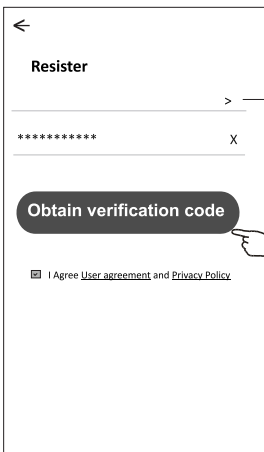 Resister
>
*********** X
Obtain verification code
I Agree User agreement and Privacy Policy